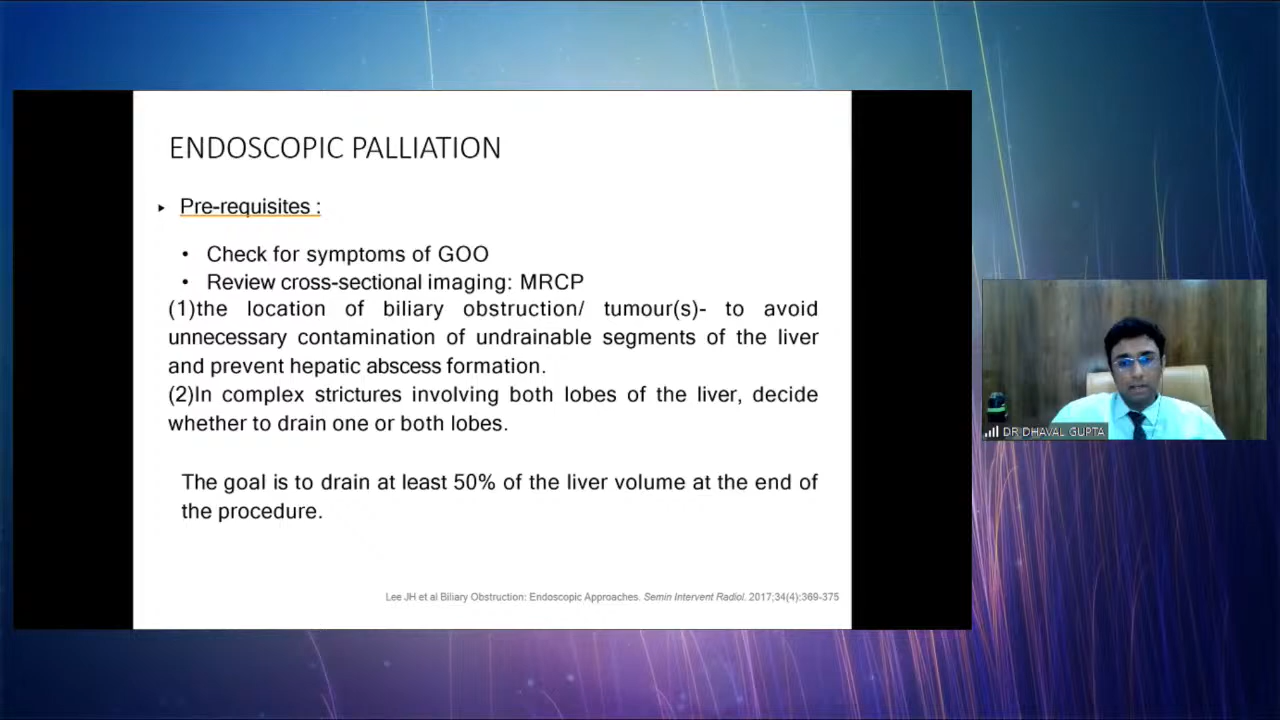 ENDOSCOPIC PALLIATION
Pre-requisites :
• Check for symptoms of GOO
• Review cross-sectional imaging: MRCP
(1)the location of biliary obstruction/ tumour(s)- to avoid
unnecessary contamination of undrainable segments of the liver
and prevent hepatic abscess formation.
(2)In complex strictures involving both lobes of the liver, decide
whether to drain one or both lobes.
The goal is to drain at least 50% of the liver volume at the end of
the procedure.
Lee JH et al Biliary Obstruction: Endoscopic Approaches. Semin Intervent Radiol. 2017;34(4):369-375
DR DHAVAL GUPTA